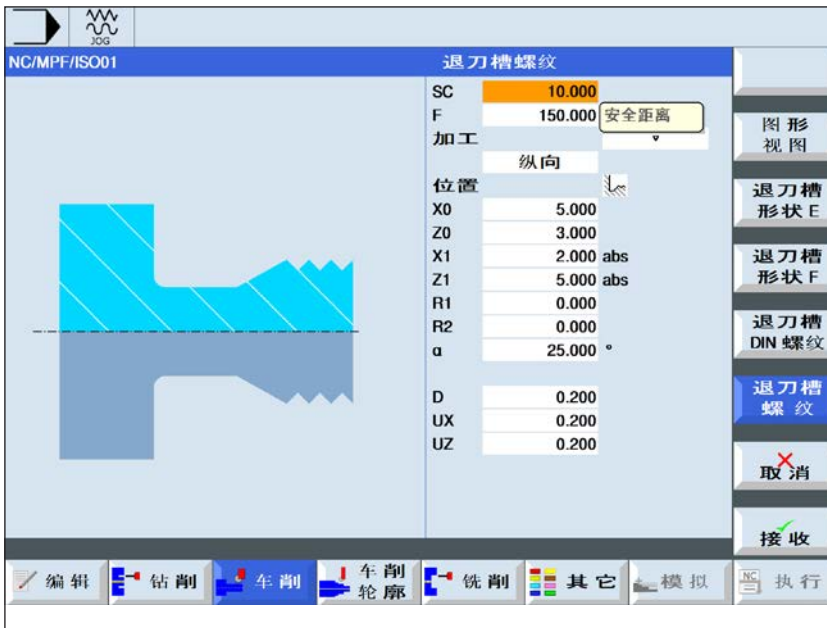 JOG
NC/MPF/ISO01
退刀槽螺纹
SC 10.000
F 150.000 安全距离
加工 ▽
纵向
位置
X0 5.000
Z0 3.000
X1 2.000 abs
Z1 5.000 abs
R1 0.000
R2 0.000
α 25.000 °
D 0.200
UX 0.200
UZ 0.200
图形
视图
退刀槽
形状 E
退刀槽
形状 F
退刀槽
DIN 螺纹
退刀槽
螺纹
取消
接收
编辑
钻削
车削
车削
轮廓
铣削
其它
模拟
NC
执行